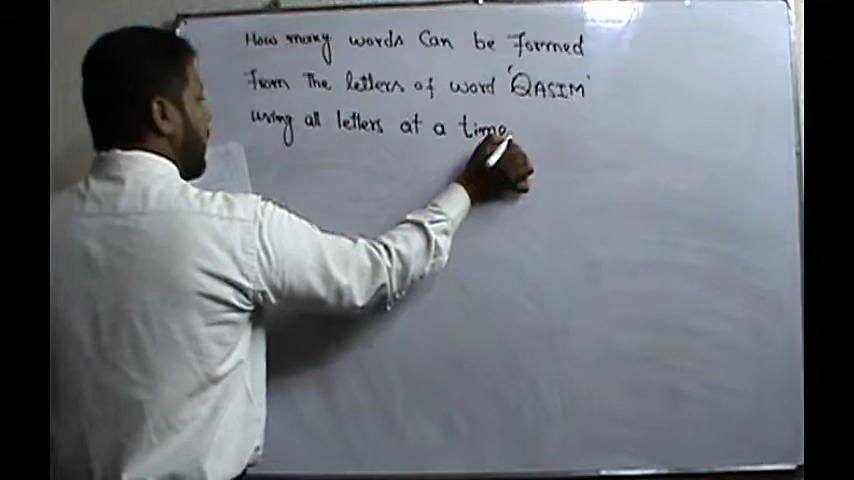 How many words can be formed
From The letters of word 'QASIM'
using all letters at a time